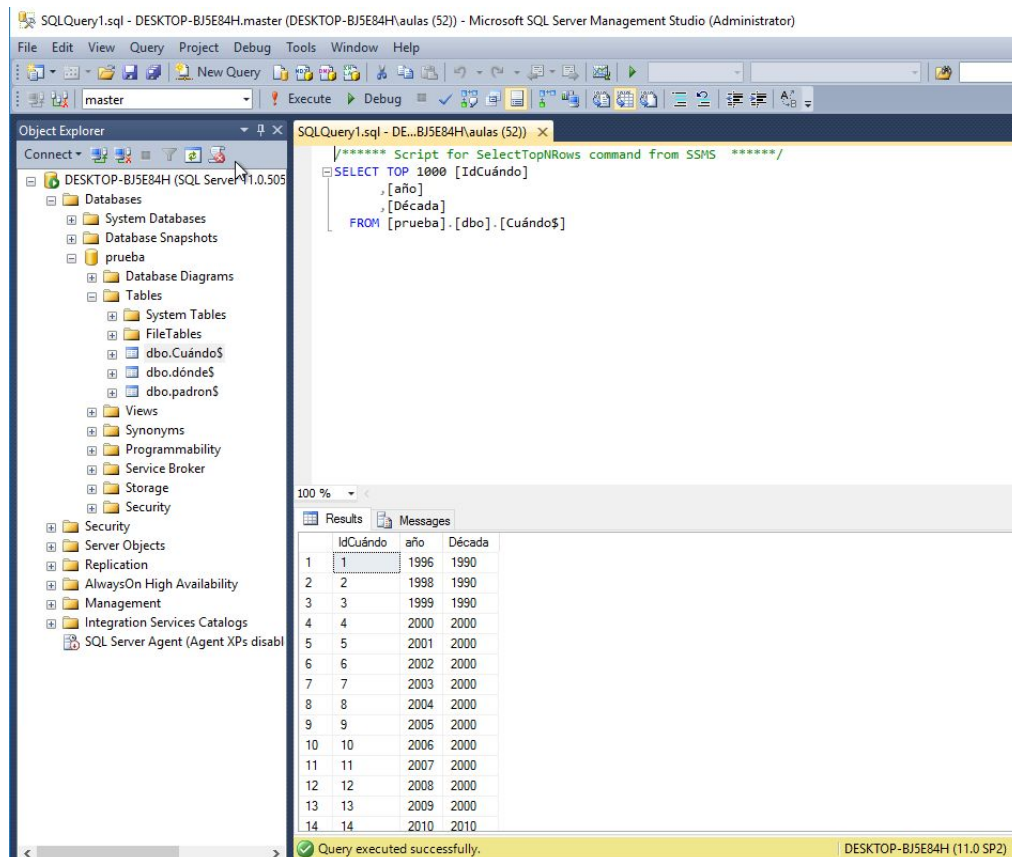 SQLQuery1.sql - DESKTOP-BJ5E84H.master (DESKTOP-BJ5E84H\aulas (52)) - Microsoft SQL Server Management Studio (Administrator)
File Edit View Query Project Debug Tools Window Help
New Query
master
Execute Debug
Object Explorer
Connect
DESKTOP-BJ5E84H (SQL Server 11.0.505
Databases
System Databases
Database Snapshots
prueba
Database Diagrams
Tables
System Tables
FileTables
dbo.Cuándo$
dbo.dónde$
dbo.padron$
Views
Synonyms
Programmability
Service Broker
Storage
Security
Security
Server Objects
Replication
AlwaysOn High Availability
Management
Integration Services Catalogs
SQL Server Agent (Agent XPs disabl
SQLQuery1.sql - DE...BJ5E84H\aulas (52))
/****** Script for SelectTopNRows command from SSMS ******/
SELECT TOP 1000 [IdCuándo]
,[año]
,[Década]
FROM [prueba].[dbo].[Cuándo$]
100 %
Results Messages
IdCuándo año Década
1 1 1996 1990
2 2 1998 1990
3 3 1999 1990
4 4 2000 2000
5 5 2001 2000
6 6 2002 2000
7 7 2003 2000
8 8 2004 2000
9 9 2005 2000
10 10 2006 2000
11 11 2007 2000
12 12 2008 2000
13 13 2009 2000
14 14 2010 2010
Query executed successfully.
DESKTOP-BJ5E84H (11.0 SP2)